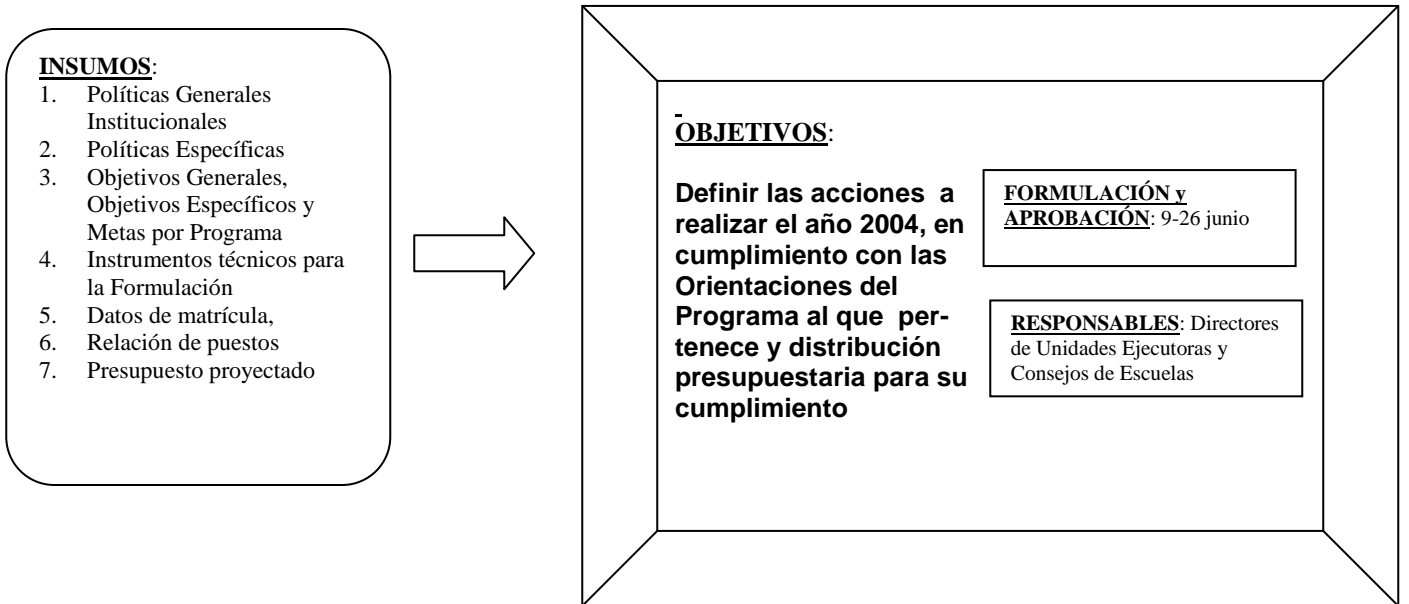 INSUMOS:
1. Políticas Generales
Institucionales
2. Políticas Específicas
3. Objetivos Generales,
Objetivos Específicos y
Metas por Programa
4. Instrumentos técnicos para
la Formulación
5. Datos de matrícula,
6. Relación de puestos
7. Presupuesto proyectado
OBJETIVOS:
Definir las acciones a
realizar el año 2004, en
cumplimiento con las
Orientaciones del
Programa al que per-
tenece y distribución
presupuestaria para su
cumplimiento
FORMULACIÓN y
APROBACIÓN: 9-26 junio
RESPONSABLES: Directores
de Unidades Ejecutoras y
Consejos de Escuelas